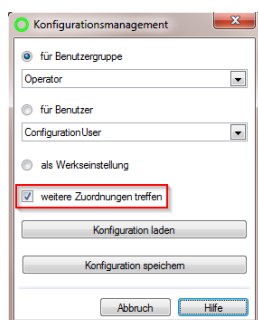 Konfigurationsmanagement
für Benutzergruppe
Operator
für Benutzer
ConfigurationUser
als Werkseinstellung
weitere Zuordnungen treffen
Konfiguration laden
Konfiguration speichern
Abbruch
Hilfe